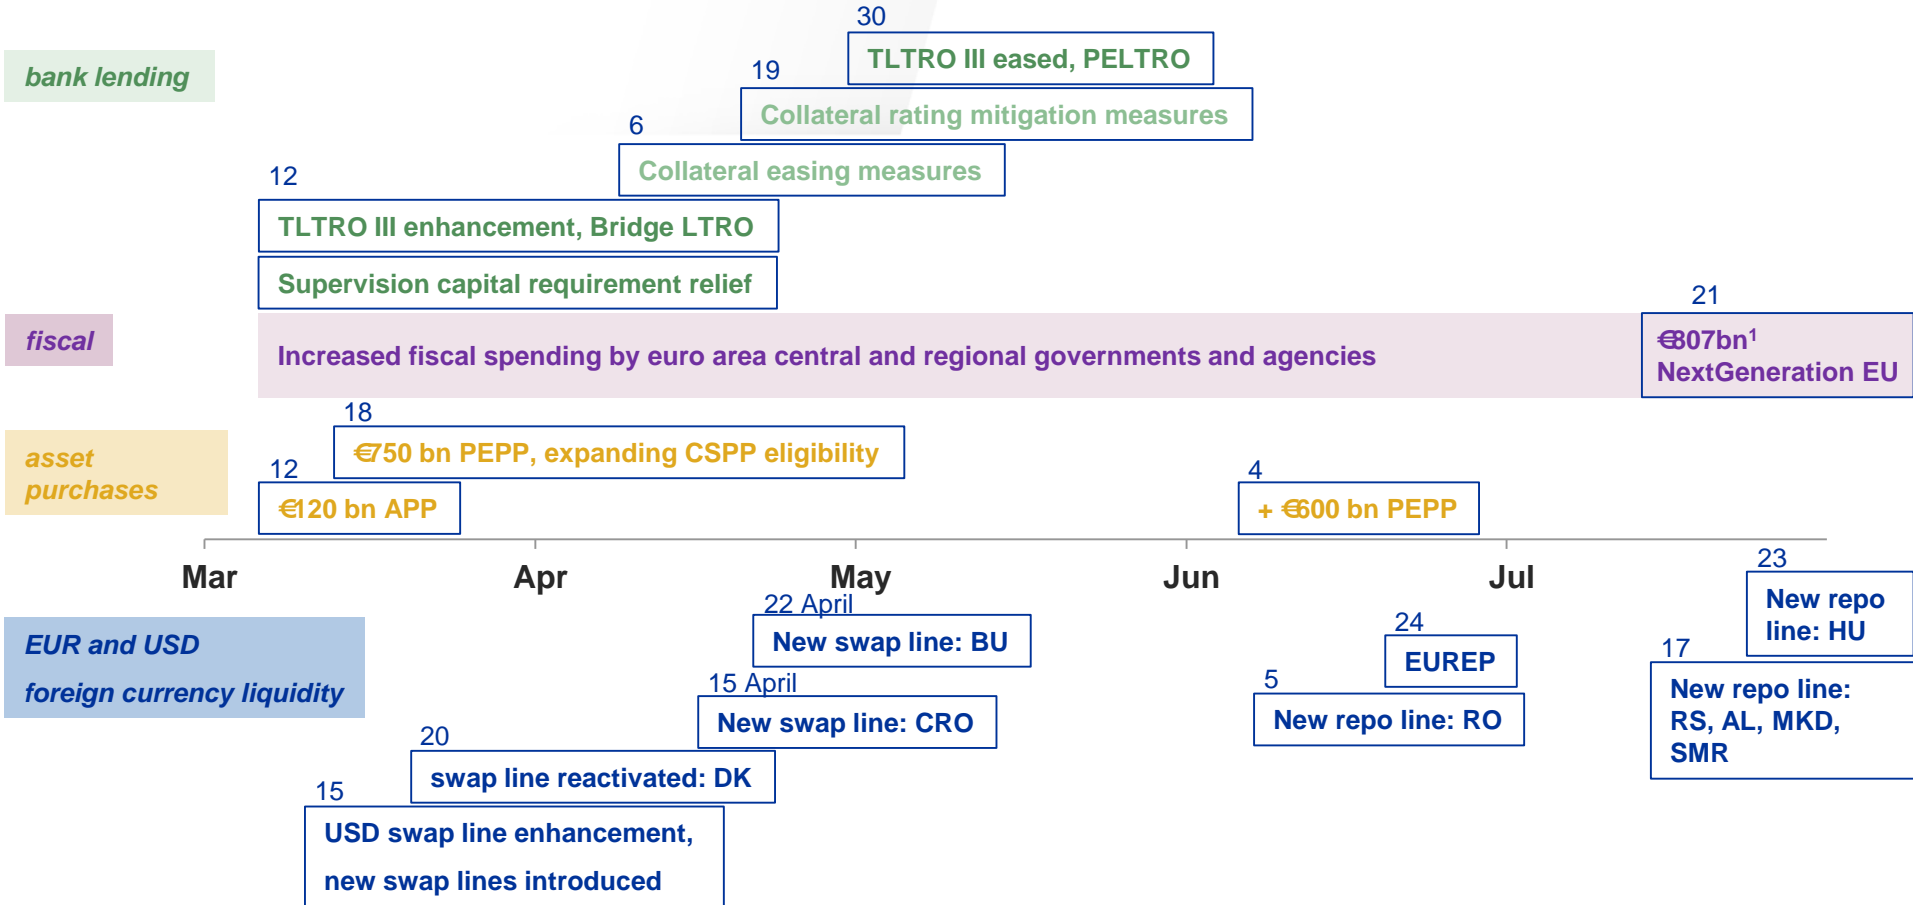 30
bank lending
TLTRO III eased, PELTRO
19
Collateral rating mitigation measures
6
Collateral easing measures
12
TLTRO III enhancement, Bridge LTRO
Supervision capital requirement relief
21
fiscal
Increased fiscal spending by euro area central and regional governments and agencies
€807bn¹
NextGeneration EU
18
asset
purchases
€750 bn PEPP, expanding CSPP eligibility
12
€120 bn APP
4
+ €600 bn PEPP
Mar Apr May Jun Jul
23
New repo
line: HU
22 April
New swap line: BU
EUR and USD
foreign currency liquidity
24
EUREP
17
New repo line:
RS, AL, MKD,
SMR
15 April
New swap line: CRO
5
New repo line: RO
20
swap line reactivated: DK
15
USD swap line enhancement,
new swap lines introduced